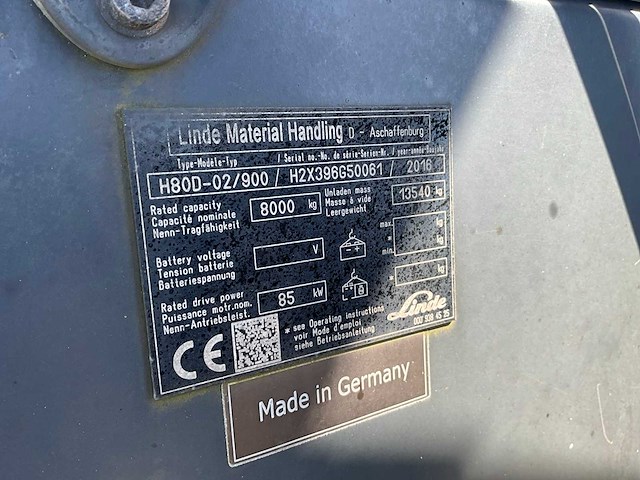 Linde Material Handling D - Aschaffenburg
Type-Modèle-Typ / Serial no.-No. de série-Serien-Nr. / year-année-Baujahr
H80D-02/900 / H2X396G50061 / 2016
Rated capacity
Capacité nominale
Nenn-Tragfähigkeit
8000 kg
Unladen mass
Masse à vide
Leergewicht
13540 kg
Battery voltage
Tension batterie
Batteriespannung
V
max. kg
= kg
min.
kg
Rated drive power
Puissance motr.nom.
Nenn-Antriebsleist.
85 kW
* see Operating instructions
voir Mode d'emploi
siehe Betriebsanleitung
Linde
CE
Made in Germany